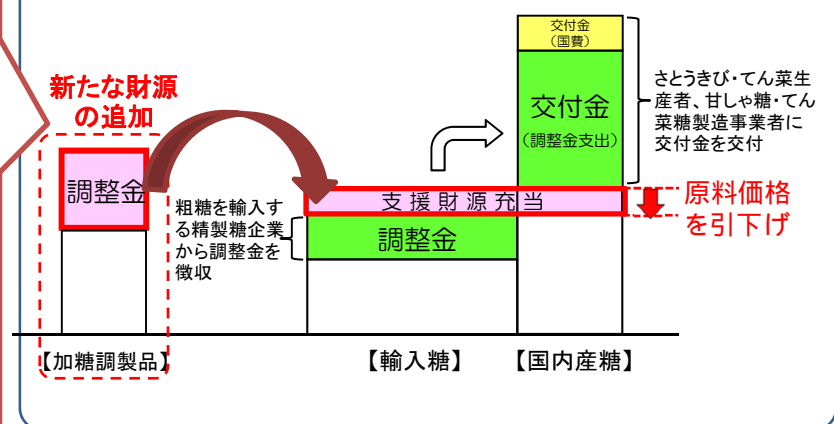 新たな財源
の追加
調整金
粗糖を輸入す
る精製糖企業
から調整金を
徴収
支援財源充当
調整金
交付金
（国費）
交付金
（調整金支出）
さとうきび・てん菜生
産者、甘しゃ糖・てん
菜糖製造事業者に
交付金を交付
原料価格
を引下げ
【加糖調製品】
【輸入糖】
【国内産糖】